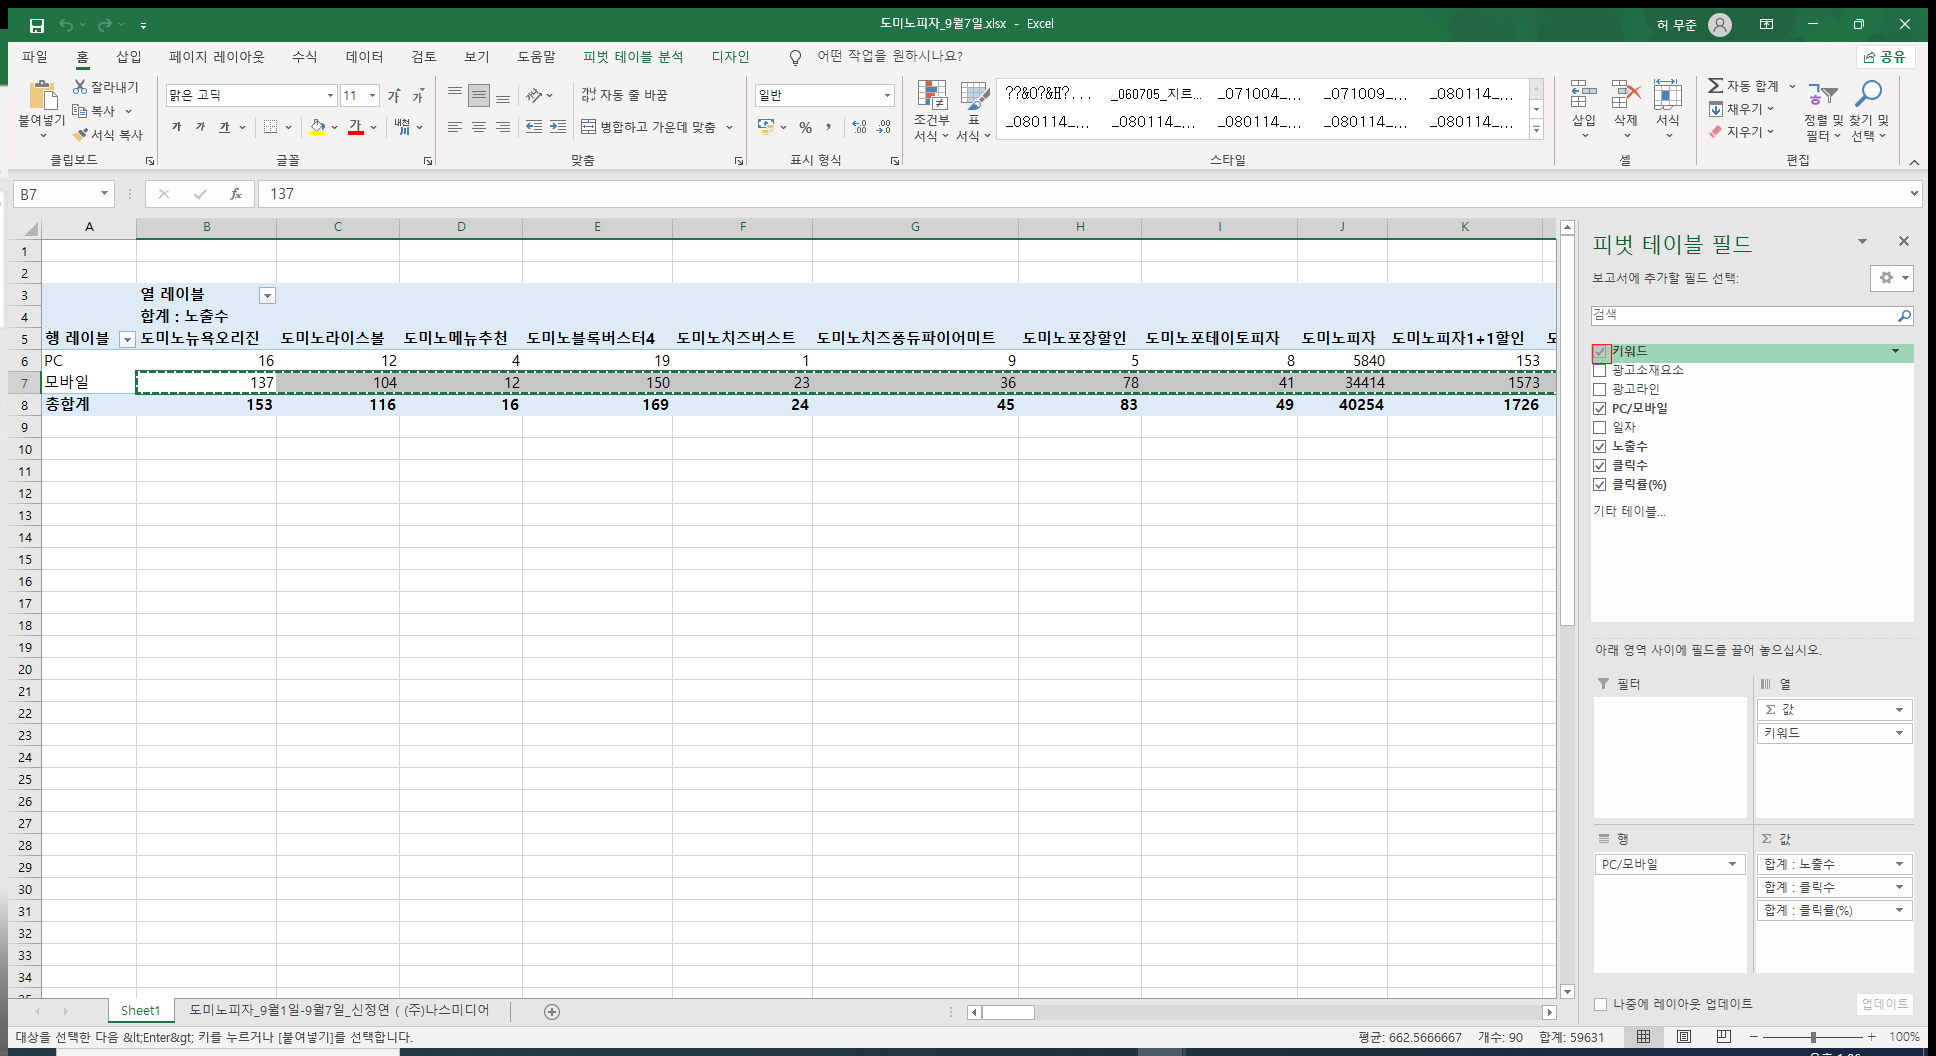 도미노피자_9월7일.xlsx - Excel
허 무준
파일 홈 삽입 페이지 레이아웃 수식 데이터 검토 보기 도움말 피벗 테이블 분석 디자인 어떤 작업을 원하시나요? 공유
붙여넣기 잘라내기 복사 서식 복사 클립보드
맑은 고딕 11 가 가 가 가 가 가 내천 글꼴
자동 줄 바꿈 병합하고 가운데 맞춤 맞춤
일반 % 표시 형식
조건부 서식 표 서식
??&O?&H?... _060705_지르... _071004_... _071009_... _080114_...
_080114_... _080114_... _080114_... _080114_... _080114_...
스타일
삽입 삭제 서식 셀
자동 합계 채우기 지우기 정렬 및 필터 찾기 및 선택 편집
B7 fx 137
A B C D E F G H I J K
1
2
3 열 레이블
4 합계 : 노출수
5 행 레이블 도미노뉴욕오리진 도미노라이스볼 도미노메뉴추천 도미노블록버스터4 도미노치즈버스트 도미노치즈퐁듀파이어미트 도미노포장할인 도미노포테이토피자 도미노피자 도미노피자1+1할인
6 PC 16 12 4 19 1 9 5 8 5840 153
7 모바일 137 104 12 150 23 36 78 41 34414 1573
8 총합계 153 116 16 169 24 45 83 49 40254 1726
9
10
11
12
13
14
15
16
17
18
19
20
21
22
23
24
25
26
27
28
29
30
31
32
33
34
피벗 테이블 필드
보고서에 추가할 필드 선택:
검색
키워드
광고소재요소
광고라인
PC/모바일
일자
노출수
클릭수
클릭률(%)
기타 테이블...
아래 영역 사이에 필드를 끌어 놓으십시오.
필터 열
Σ 값
키워드
행 Σ 값
PC/모바일 합계 : 노출수
합계 : 클릭수
합계 : 클릭률(%)
나중에 레이아웃 업데이트 업데이트
Sheet1 도미노피자_9월1일-9월7일_신정연 ( (주)나스미디어
대상을 선택한 다음 &lt;Enter&gt; 키를 누르거나 [붙여넣기]를 선택합니다.
평균: 662.5666667 개수: 90 합계: 59631 100%